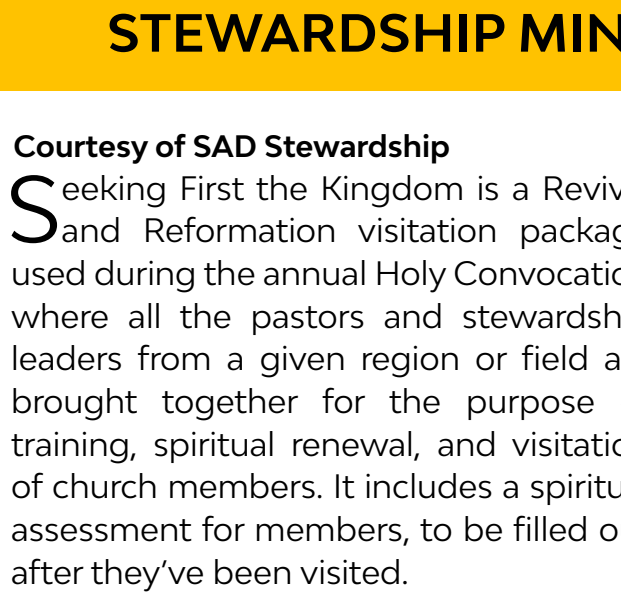 STEWARDSHIP MIN
Courtesy of SAD Stewardship
Seeking First the Kingdom is a Reviv
and Reformation visitation packag
used during the annual Holy Convocatio
where all the pastors and stewardsh
leaders from a given region or field a
brought together for the purpose
training, spiritual renewal, and visitatio
of church members. It includes a spiritu
assessment for members, to be filled o
after they’ve been visited.